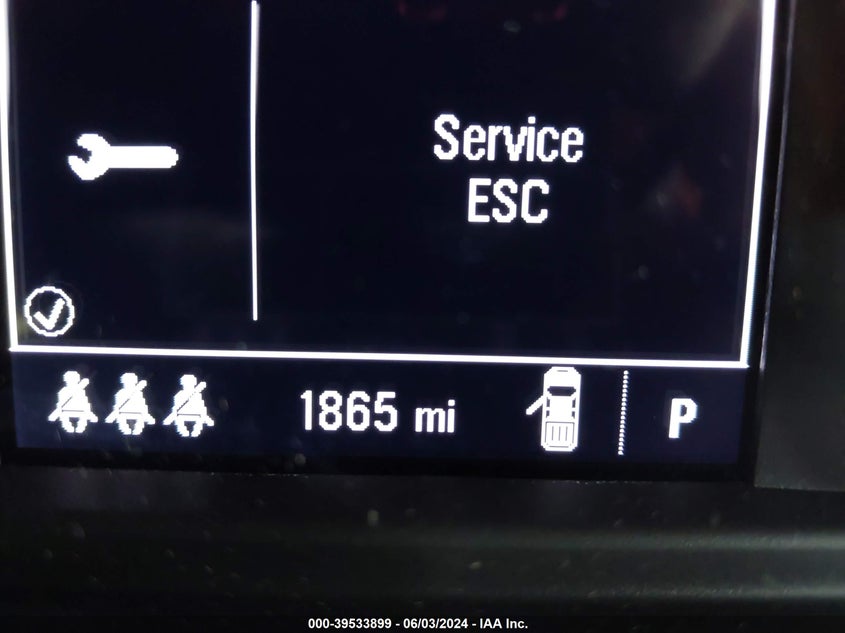 Service
ESC
1865 mi
P
000-39533899 - 06/03/2024 - IAA Inc.